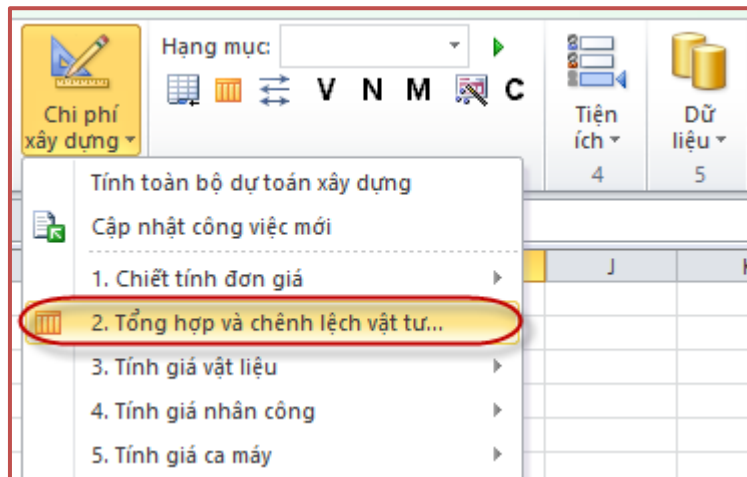 Hạng mục:
V N M C
Chi phí
xây dựng
Tiện
ích
4
Dữ
liệu
5
Tính toàn bộ dự toán xây dựng
Cập nhật công việc mới
J
1. Chiết tính đơn giá
2. Tổng hợp và chênh lệch vật tư...
3. Tính giá vật liệu
4. Tính giá nhân công
5. Tính giá ca máy